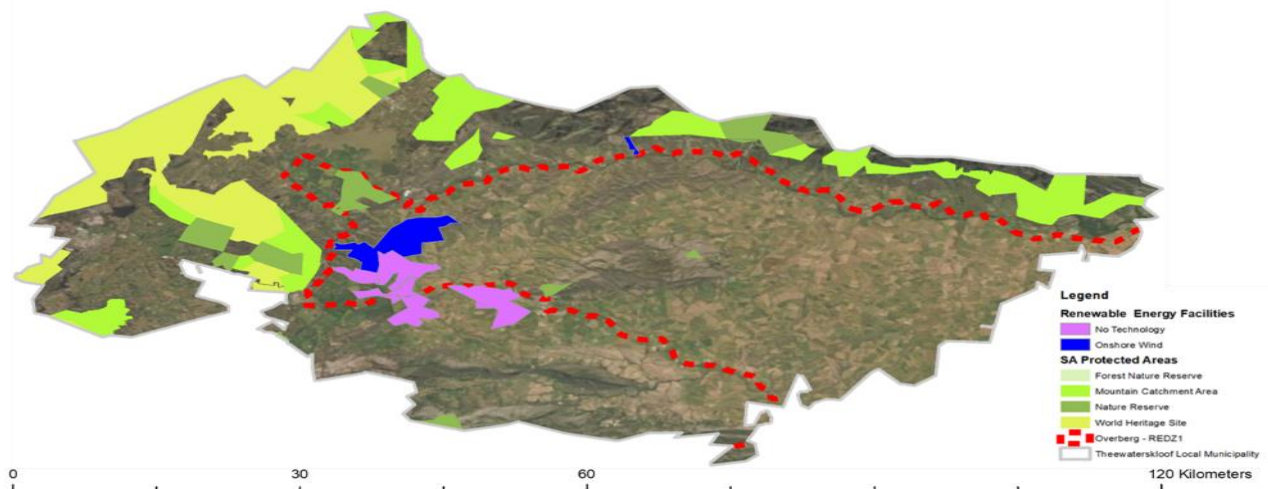 Legend
Renewable Energy Facilities
No Technology
Onshore Wind
SA Protected Areas
Forest Nature Reserve
Mountain Catchment Area
Nature Reserve
World Heritage Site
Overberg - REDZ1
Theewaterskloof Local Municipality
0 30 60 120 Kilometers